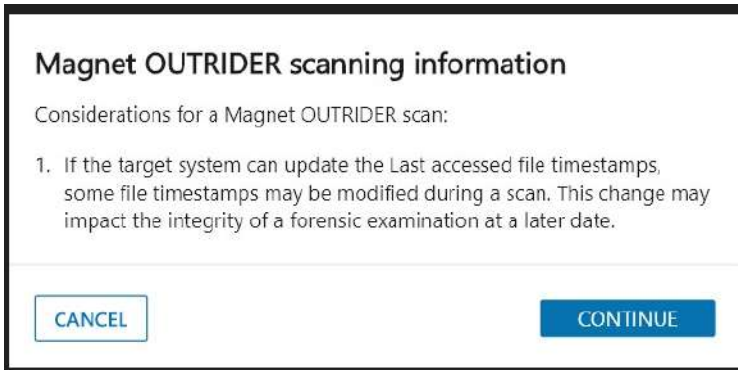 Magnet OUTRIDER scanning information
Considerations for a Magnet OUTRIDER scan:
1. If the target system can update the Last accessed file timestamps,
some file timestamps may be modified during a scan. This change may
impact the integrity of a forensic examination at a later date.
CANCEL
CONTINUE